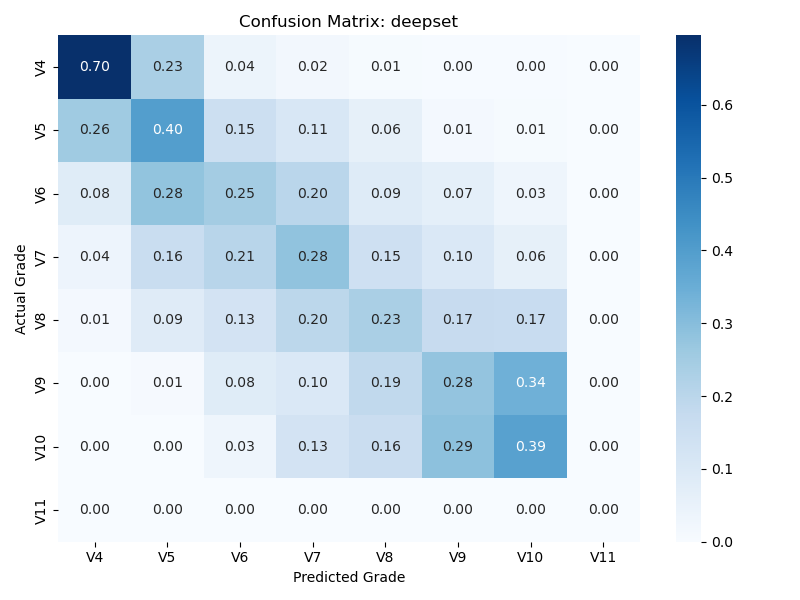 Confusion Matrix: deepset
V4 0.70 0.23 0.04 0.02 0.01 0.00 0.00 0.00
V5 0.26 0.40 0.15 0.11 0.06 0.01 0.01 0.00
V6 0.08 0.28 0.25 0.20 0.09 0.07 0.03 0.00
V7 0.04 0.16 0.21 0.28 0.15 0.10 0.06 0.00
V8 0.01 0.09 0.13 0.20 0.23 0.17 0.17 0.00
V9 0.00 0.01 0.08 0.10 0.19 0.28 0.34 0.00
V10 0.00 0.00 0.03 0.13 0.16 0.29 0.39 0.00
V11 0.00 0.00 0.00 0.00 0.00 0.00 0.00 0.00
V4 V5 V6 V7 V8 V9 V10 V11
Predicted Grade
Actual Grade
0.6
0.5
0.4
0.3
0.2
0.1
0.0